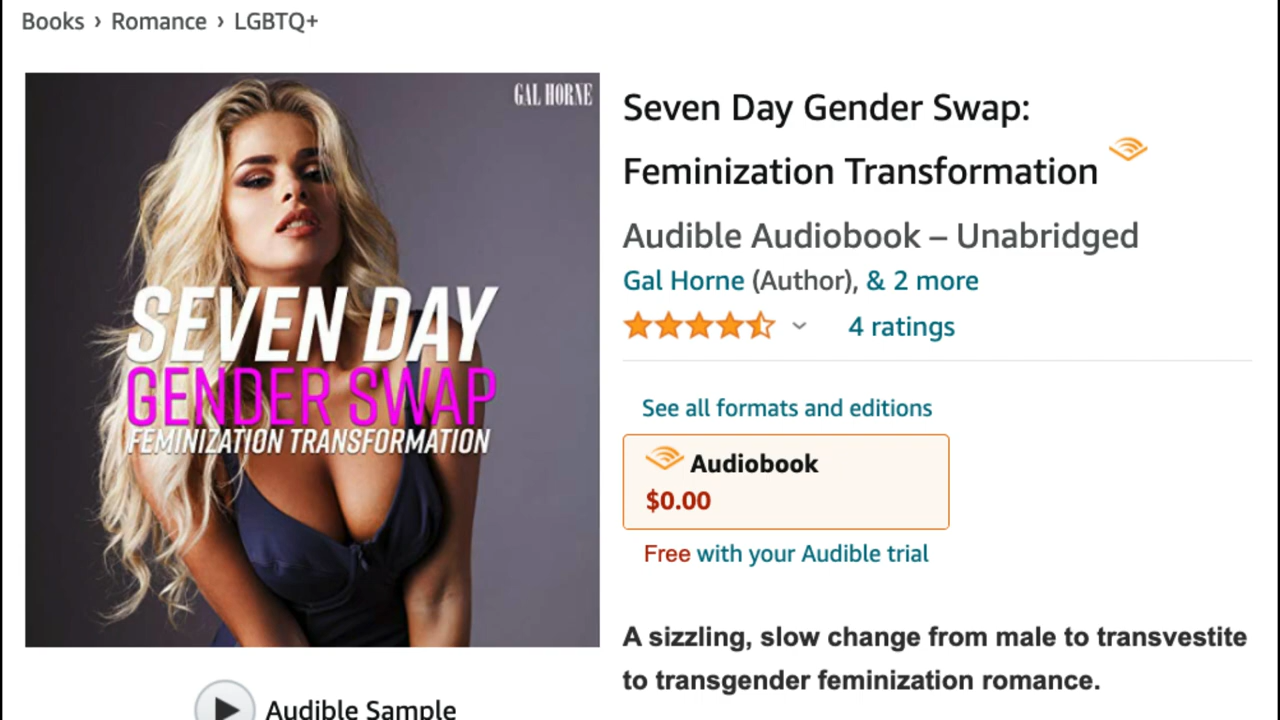 Books › Romance › LGBTQ+
GAL HORNE
SEVEN DAY
GENDER SWAP
FEMINIZATION TRANSFORMATION
Seven Day Gender Swap:
Feminization Transformation
Audible Audiobook – Unabridged
Gal Horne (Author), & 2 more
4 ratings
See all formats and editions
Audiobook
$0.00
Free with your Audible trial
A sizzling, slow change from male to transvestite
to transgender feminization romance.
Audible Sample